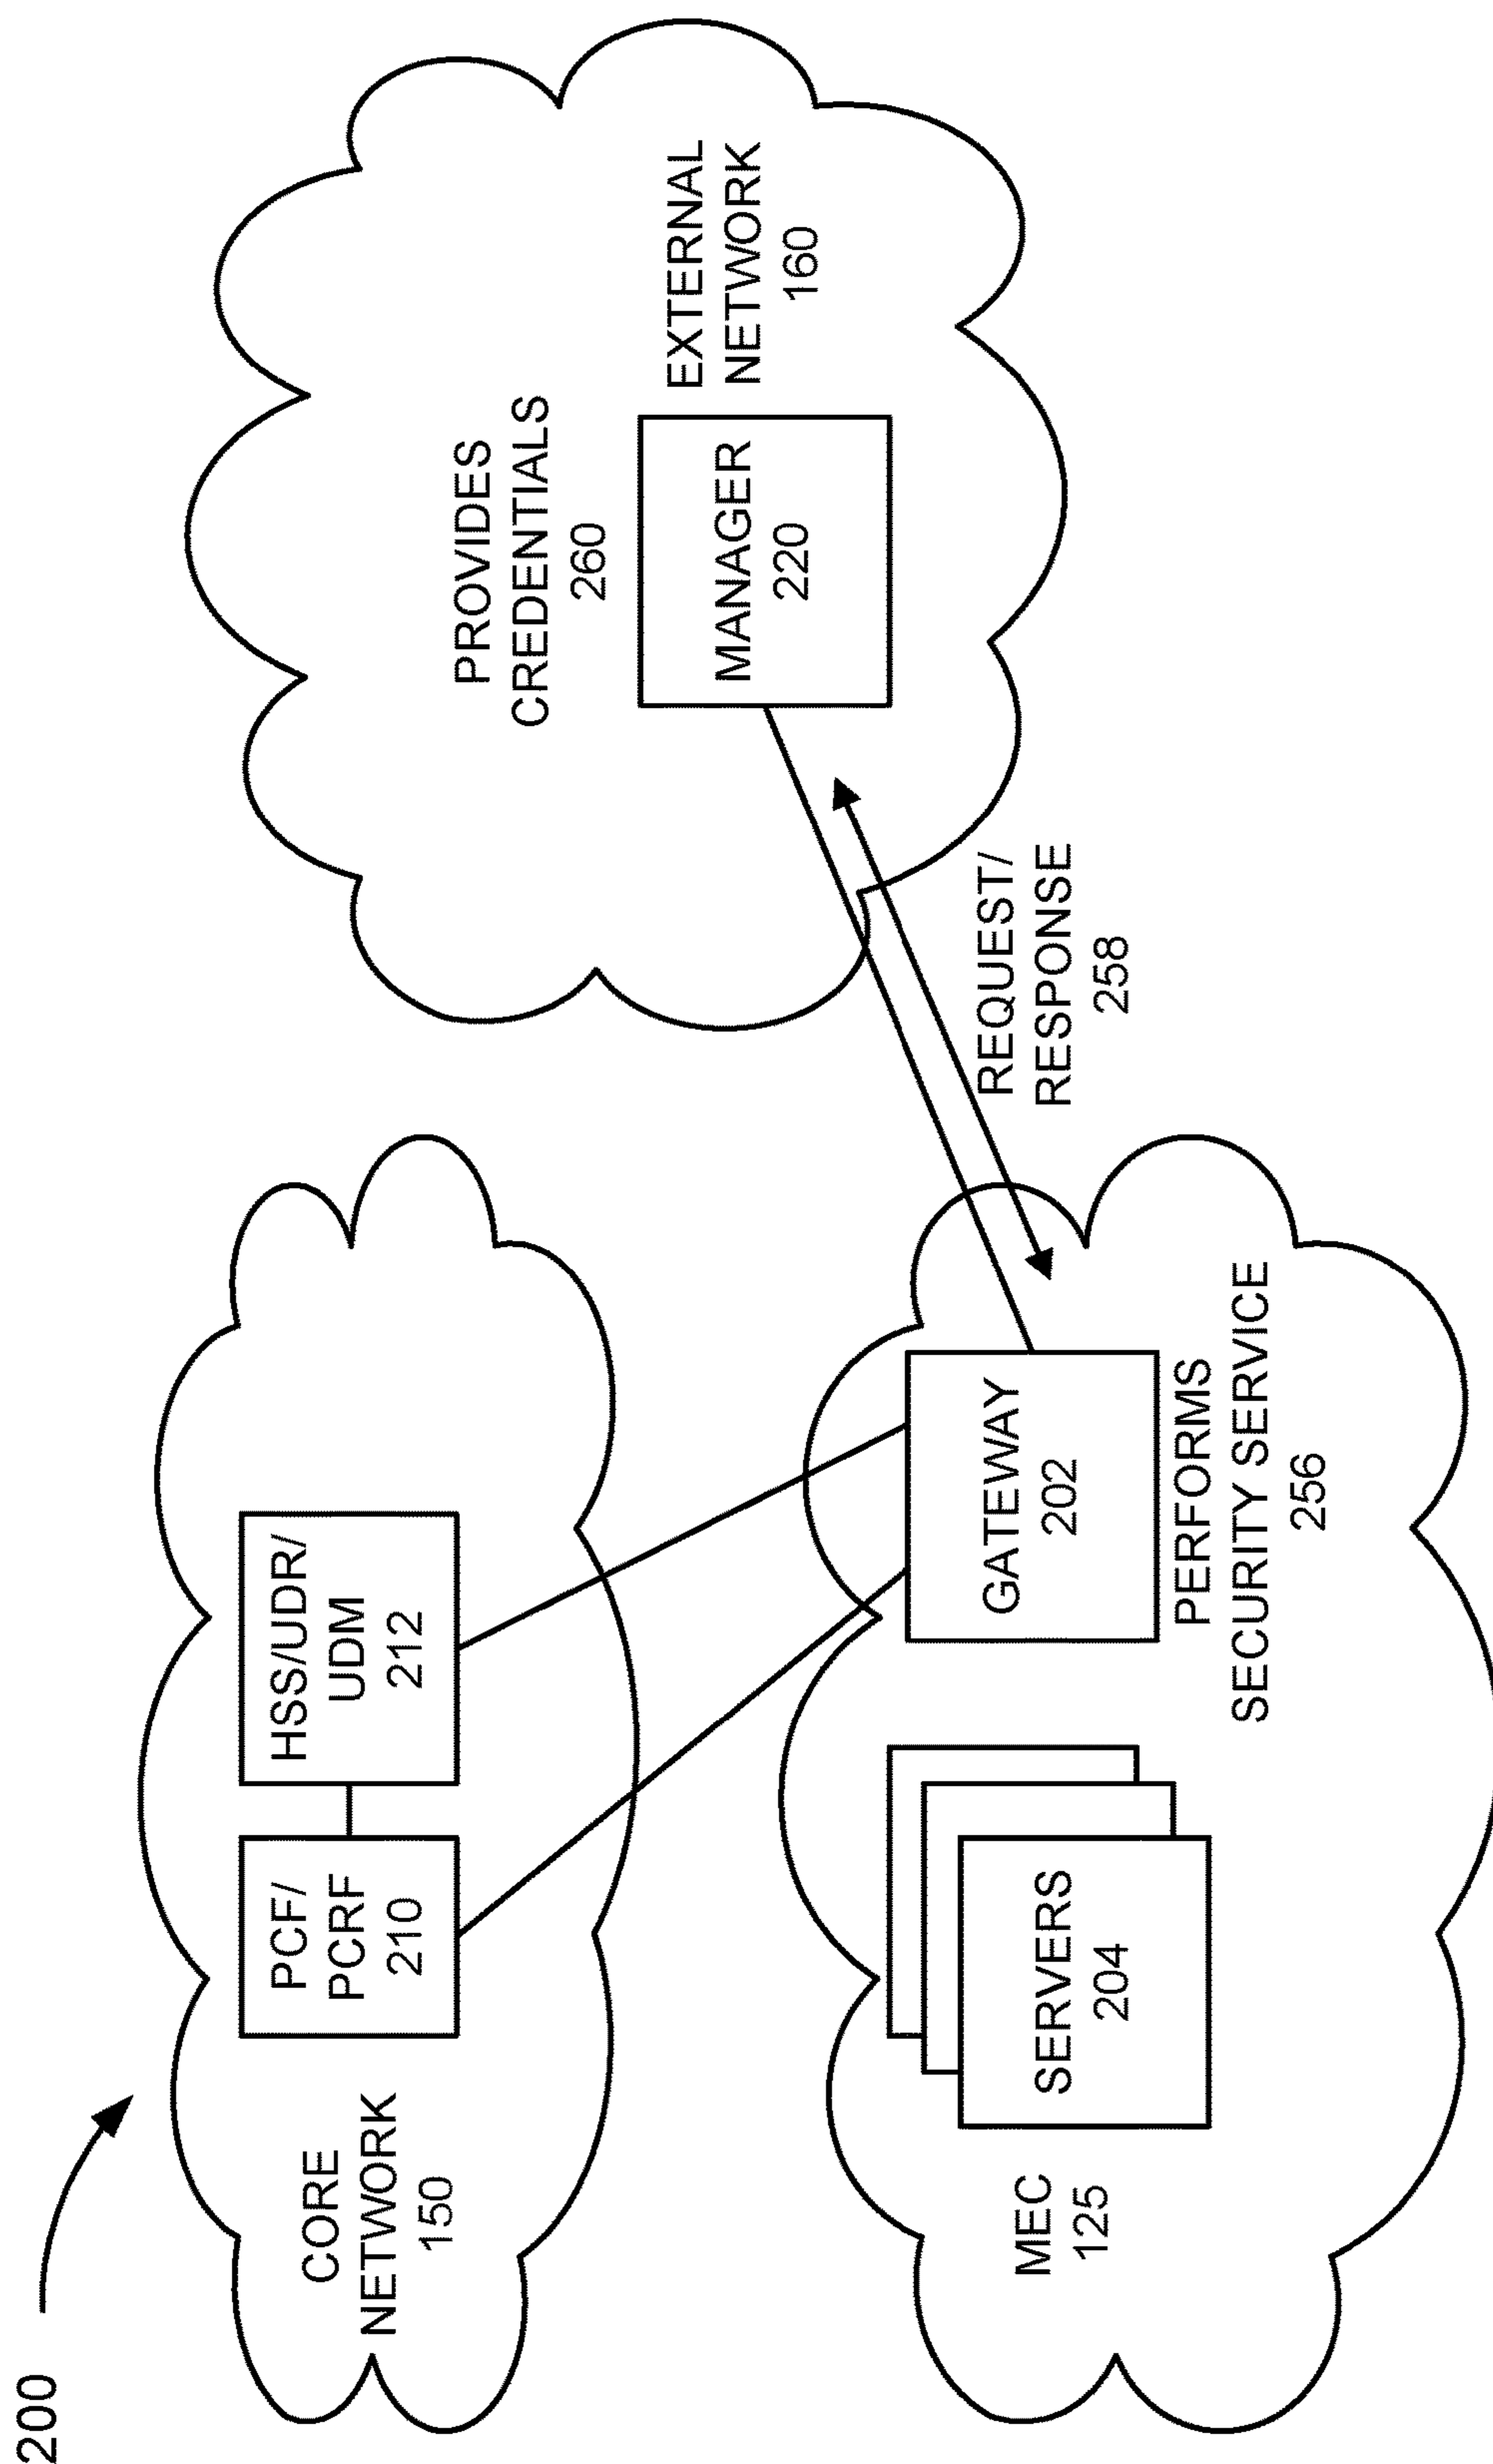 200
CORE
NETWORK
150
PCF/
PCRF
210
HSS/UDR/
UDM
212
PROVIDES
CREDENTIALS
260
MANAGER
220
EXTERNAL
NETWORK
160
REQUEST/
RESPONSE
258
MEC
125
SERVERS
204
GATEWAY
202
PERFORMS
SECURITY SERVICE
256